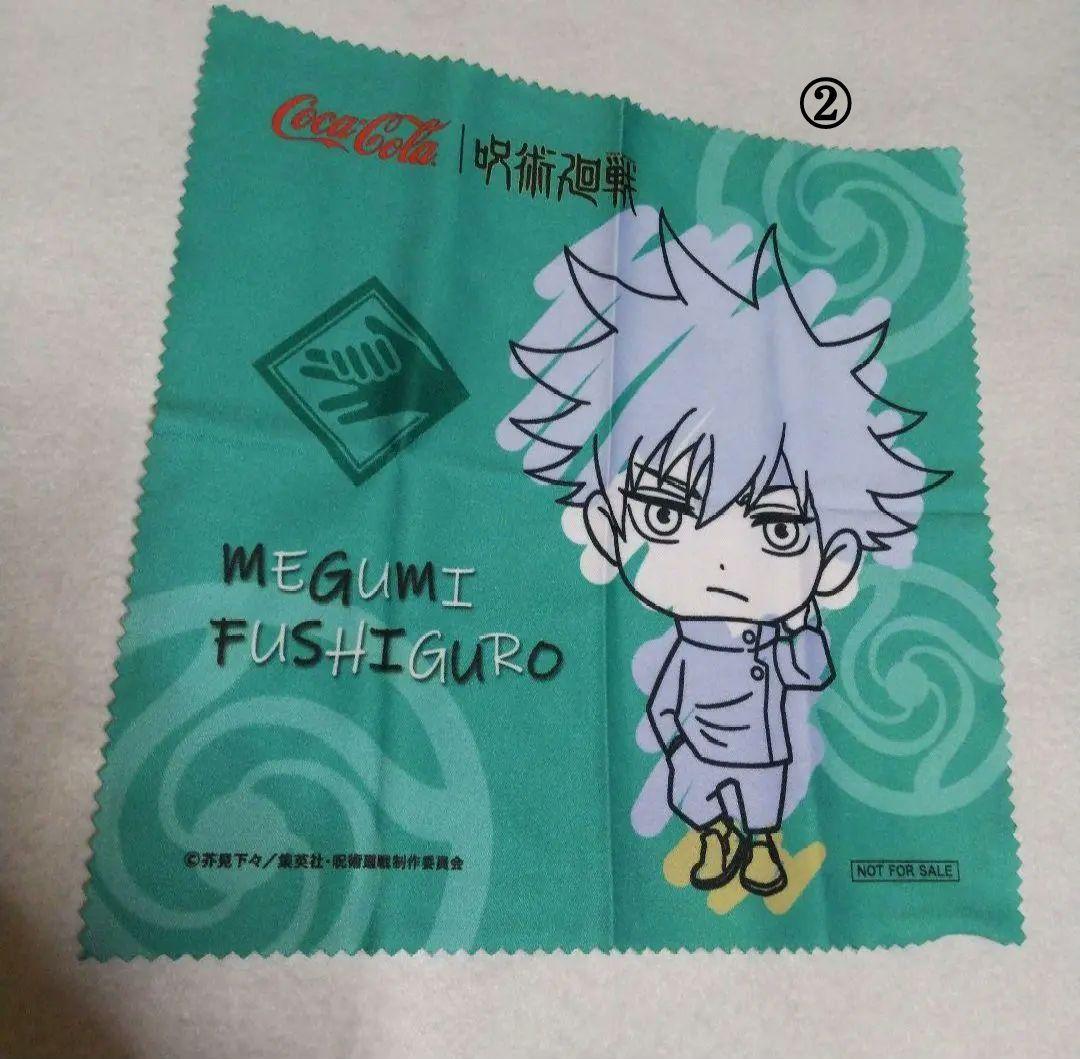 ②
Coca-Cola | 呪術廻戦
MEGUMI
FUSHIGURO
©芥見下々／集英社・呪術廻戦制作委員会
NOT FOR SALE